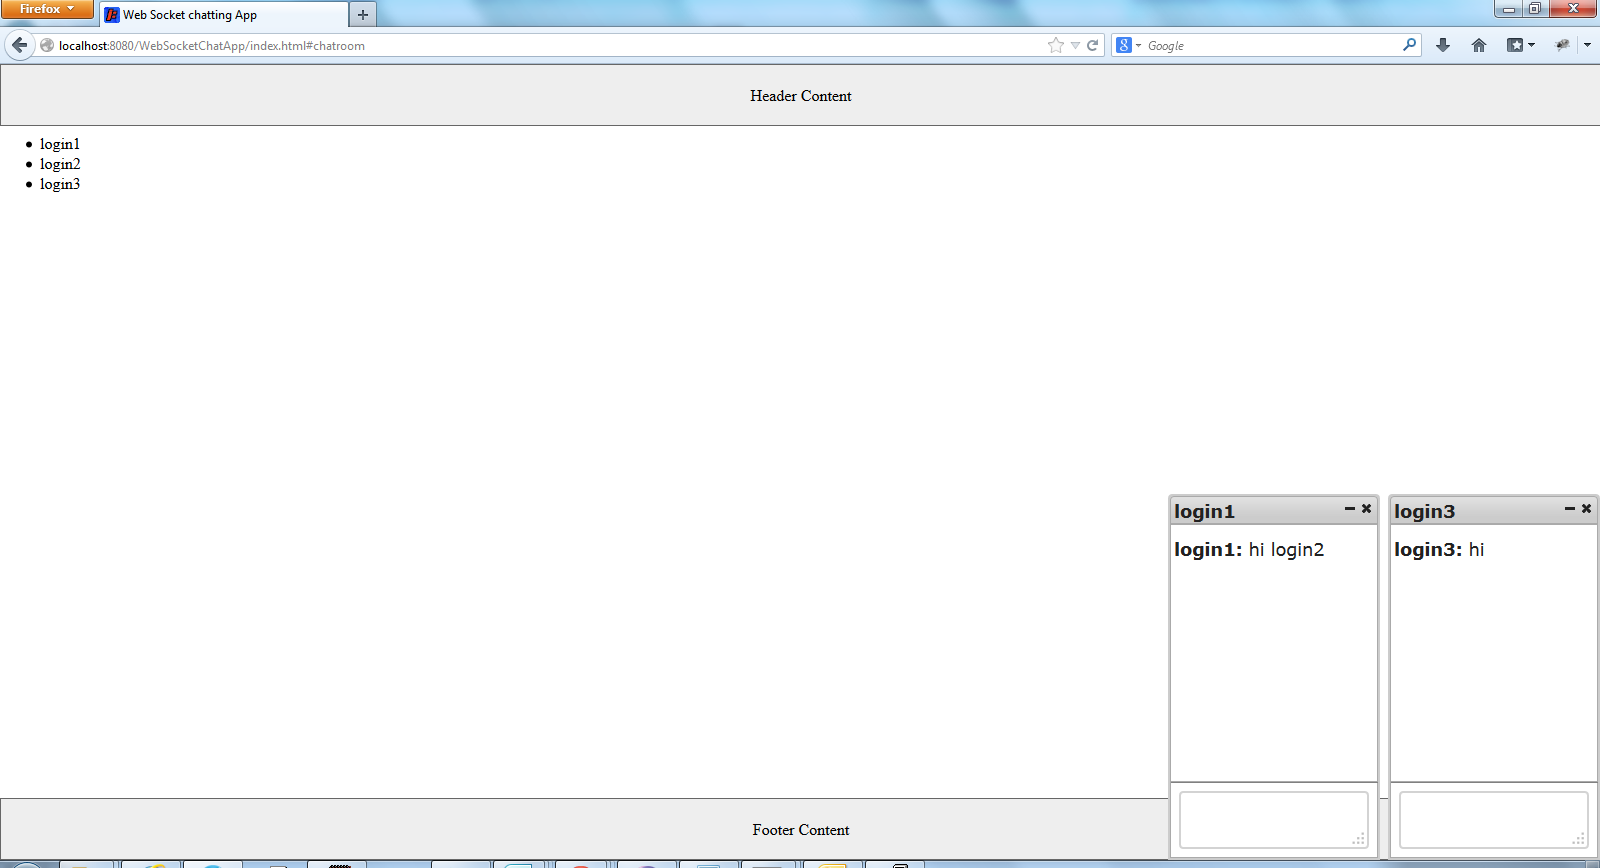 Firefox
Web Socket chatting App
localhost:8080/WebSocketChatApp/index.html#chatroom
Google
Header Content
login1
login2
login3
login1
login1: hi login2
login3
login3: hi
Footer Content